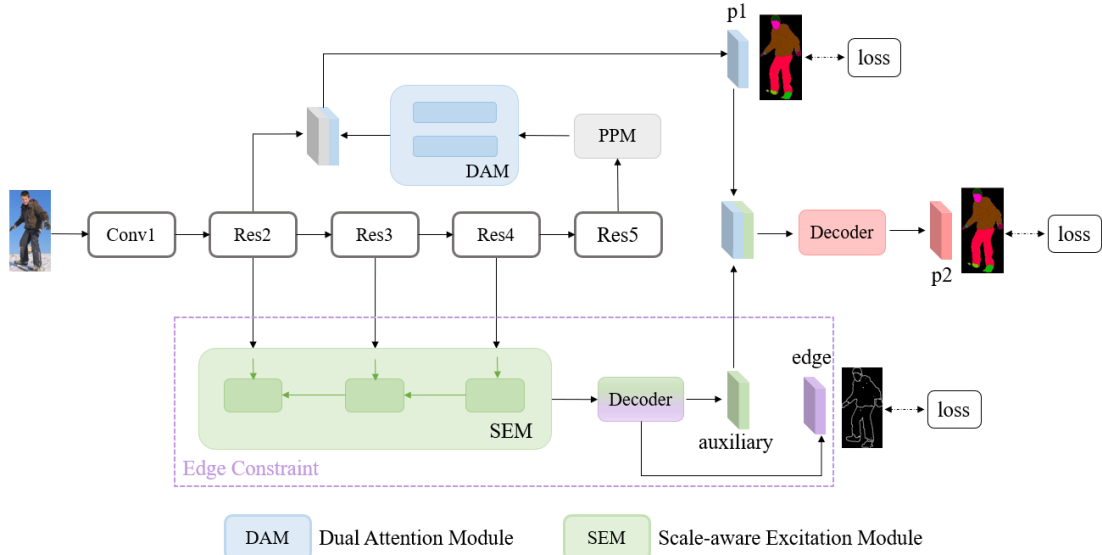 p1
loss
PPM
DAM
Conv1
Res2
Res3
Res4
Res5
Decoder
p2
loss
edge
SEM
Decoder
auxiliary
loss
Edge Constraint
DAM Dual Attention Module
SEM Scale-aware Excitation Module